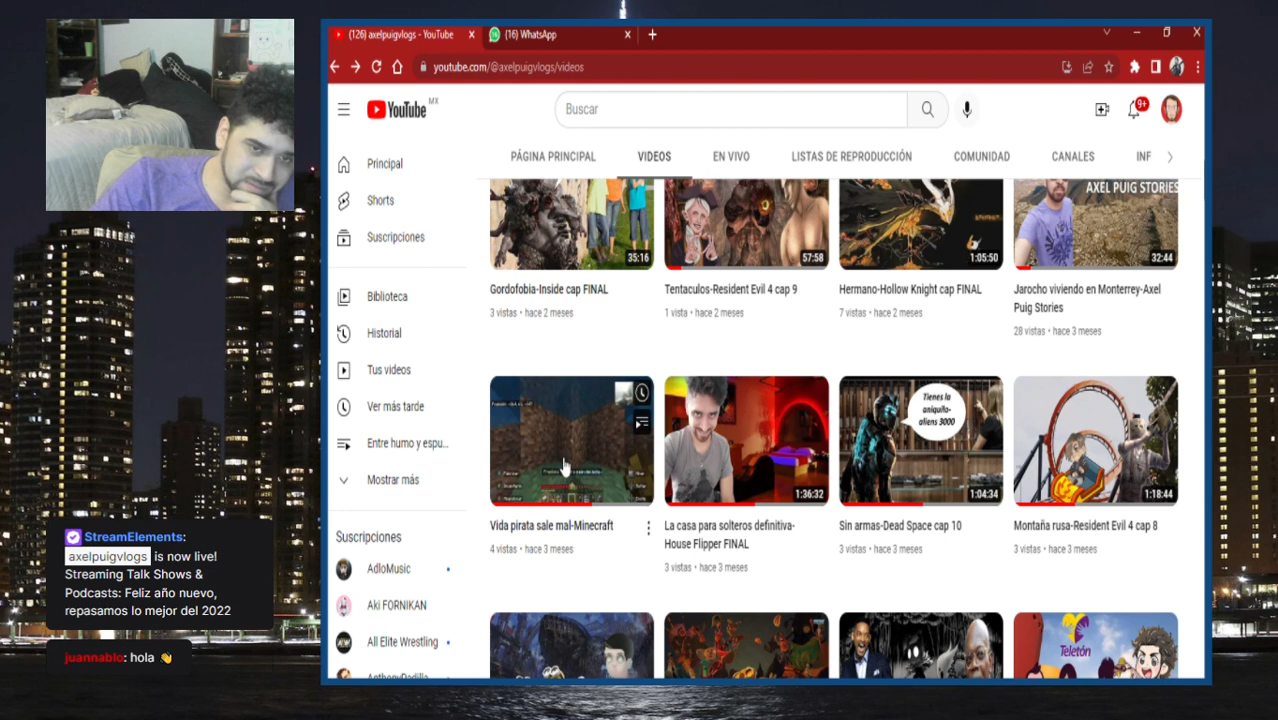 (126) axelpuigvlogs - YouTube
(16) WhatsApp
youtube.com/@axelpuigvlogs/videos
YouTube MX
Buscar
9+
Principal
Shorts
Suscripciones
Biblioteca
Historial
Tus videos
Ver más tarde
Entre humo y espu...
Mostrar más
Suscripciones
AdloMusic
Aki FORNIKAN
All Elite Wrestling
AnthonyPadilla
PÁGINA PRINCIPAL
VIDEOS
EN VIVO
LISTAS DE REPRODUCCIÓN
COMUNIDAD
CANALES
INF
AXEL PUIG STORIES
35:16
57:58
1:05:50
32:44
Gordofobia-Inside cap FINAL
3 vistas • hace 2 meses
Tentaculos-Resident Evil 4 cap 9
1 vista • hace 2 meses
Hermano-Hollow Knight cap FINAL
7 vistas • hace 2 meses
Jarocho viviendo en Monterrey-Axel
Puig Stories
28 vistas • hace 3 meses
Tienes la
aniquila-
aliens 3000
1:36:32
1:04:34
1:18:44
Vida pirata sale mal-Minecraft
4 vistas • hace 3 meses
La casa para solteros definitiva-
House Flipper FINAL
3 vistas • hace 3 meses
Sin armas-Dead Space cap 10
3 vistas • hace 3 meses
Montaña rusa-Resident Evil 4 cap 8
3 vistas • hace 3 meses
Teletón
StreamElements:
axelpuigvlogs is now live!
Streaming Talk Shows &
Podcasts: Feliz año nuevo,
repasamos lo mejor del 2022
juannablo: hola 👋